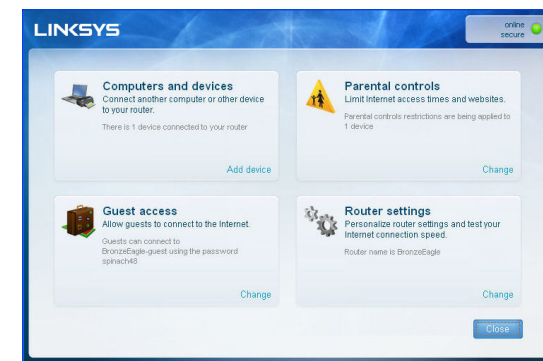 LINKSYS
online
secure
Computers and devices
Connect another computer or other device
to your router.
There is 1 device connected to your router
Add device
Parental controls
Limit Internet access times and websites.
Parental controls restrictions are being applied to
1 device
Change
Guest access
Allow guests to connect to the Internet.
Guests can connect to
BronzeEagle-guest using the password
spinach48
Change
Router settings
Personalize router settings and test your
Internet connection speed.
Router name is BronzeEagle
Change
Close